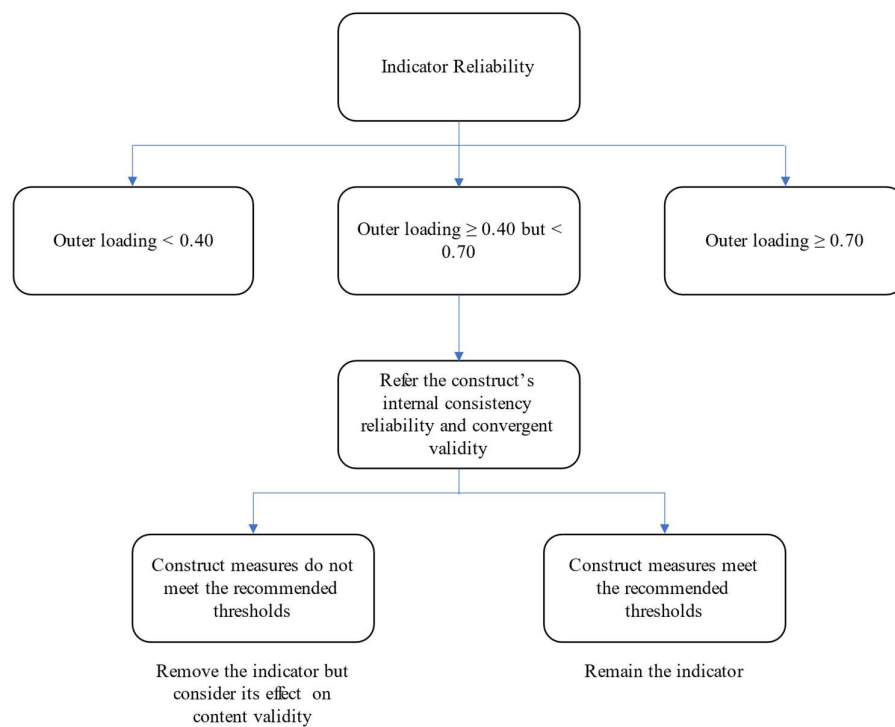 Indicator Reliability
Outer loading < 0.40
Outer loading ≥ 0.40 but <
0.70
Outer loading ≥ 0.70
Refer the construct’s
internal consistency
reliability and convergent
validity
Construct measures do not
meet the recommended
thresholds
Construct measures meet
the recommended
thresholds
Remove the indicator but
consider its effect on
content validity
Remain the indicator